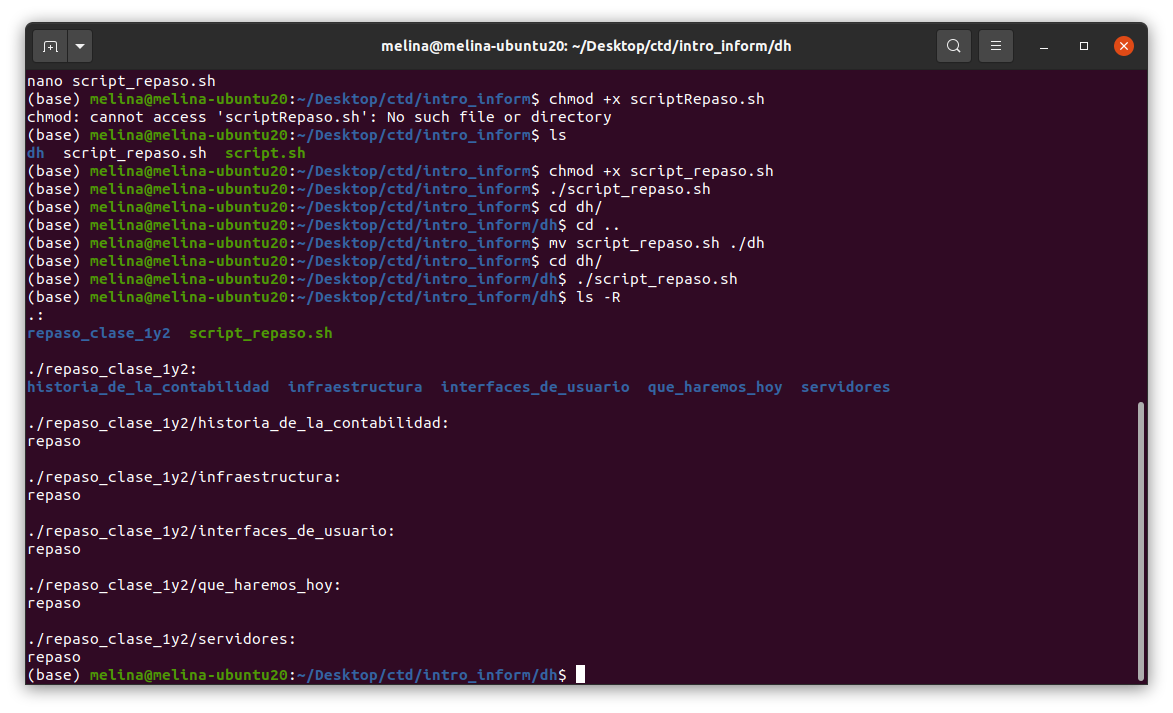 melina@melina-ubuntu20: ~/Desktop/ctd/intro_inform/dh
nano script_repaso.sh
(base) melina@melina-ubuntu20:~/Desktop/ctd/intro_inform$ chmod +x scriptRepaso.sh
chmod: cannot access 'scriptRepaso.sh': No such file or directory
(base) melina@melina-ubuntu20:~/Desktop/ctd/intro_inform$ ls
dh  script_repaso.sh  script.sh
(base) melina@melina-ubuntu20:~/Desktop/ctd/intro_inform$ chmod +x script_repaso.sh
(base) melina@melina-ubuntu20:~/Desktop/ctd/intro_inform$ ./script_repaso.sh
(base) melina@melina-ubuntu20:~/Desktop/ctd/intro_inform$ cd dh/
(base) melina@melina-ubuntu20:~/Desktop/ctd/intro_inform/dh$ cd ..
(base) melina@melina-ubuntu20:~/Desktop/ctd/intro_inform$ mv script_repaso.sh ./dh
(base) melina@melina-ubuntu20:~/Desktop/ctd/intro_inform$ cd dh/
(base) melina@melina-ubuntu20:~/Desktop/ctd/intro_inform/dh$ ./script_repaso.sh
(base) melina@melina-ubuntu20:~/Desktop/ctd/intro_inform/dh$ ls -R
.:
repaso_clase_1y2  script_repaso.sh

./repaso_clase_1y2:
historia_de_la_contabilidad  infraestructura  interfaces_de_usuario  que_haremos_hoy  servidores

./repaso_clase_1y2/historia_de_la_contabilidad:
repaso

./repaso_clase_1y2/infraestructura:
repaso

./repaso_clase_1y2/interfaces_de_usuario:
repaso

./repaso_clase_1y2/que_haremos_hoy:
repaso

./repaso_clase_1y2/servidores:
repaso
(base) melina@melina-ubuntu20:~/Desktop/ctd/intro_inform/dh$